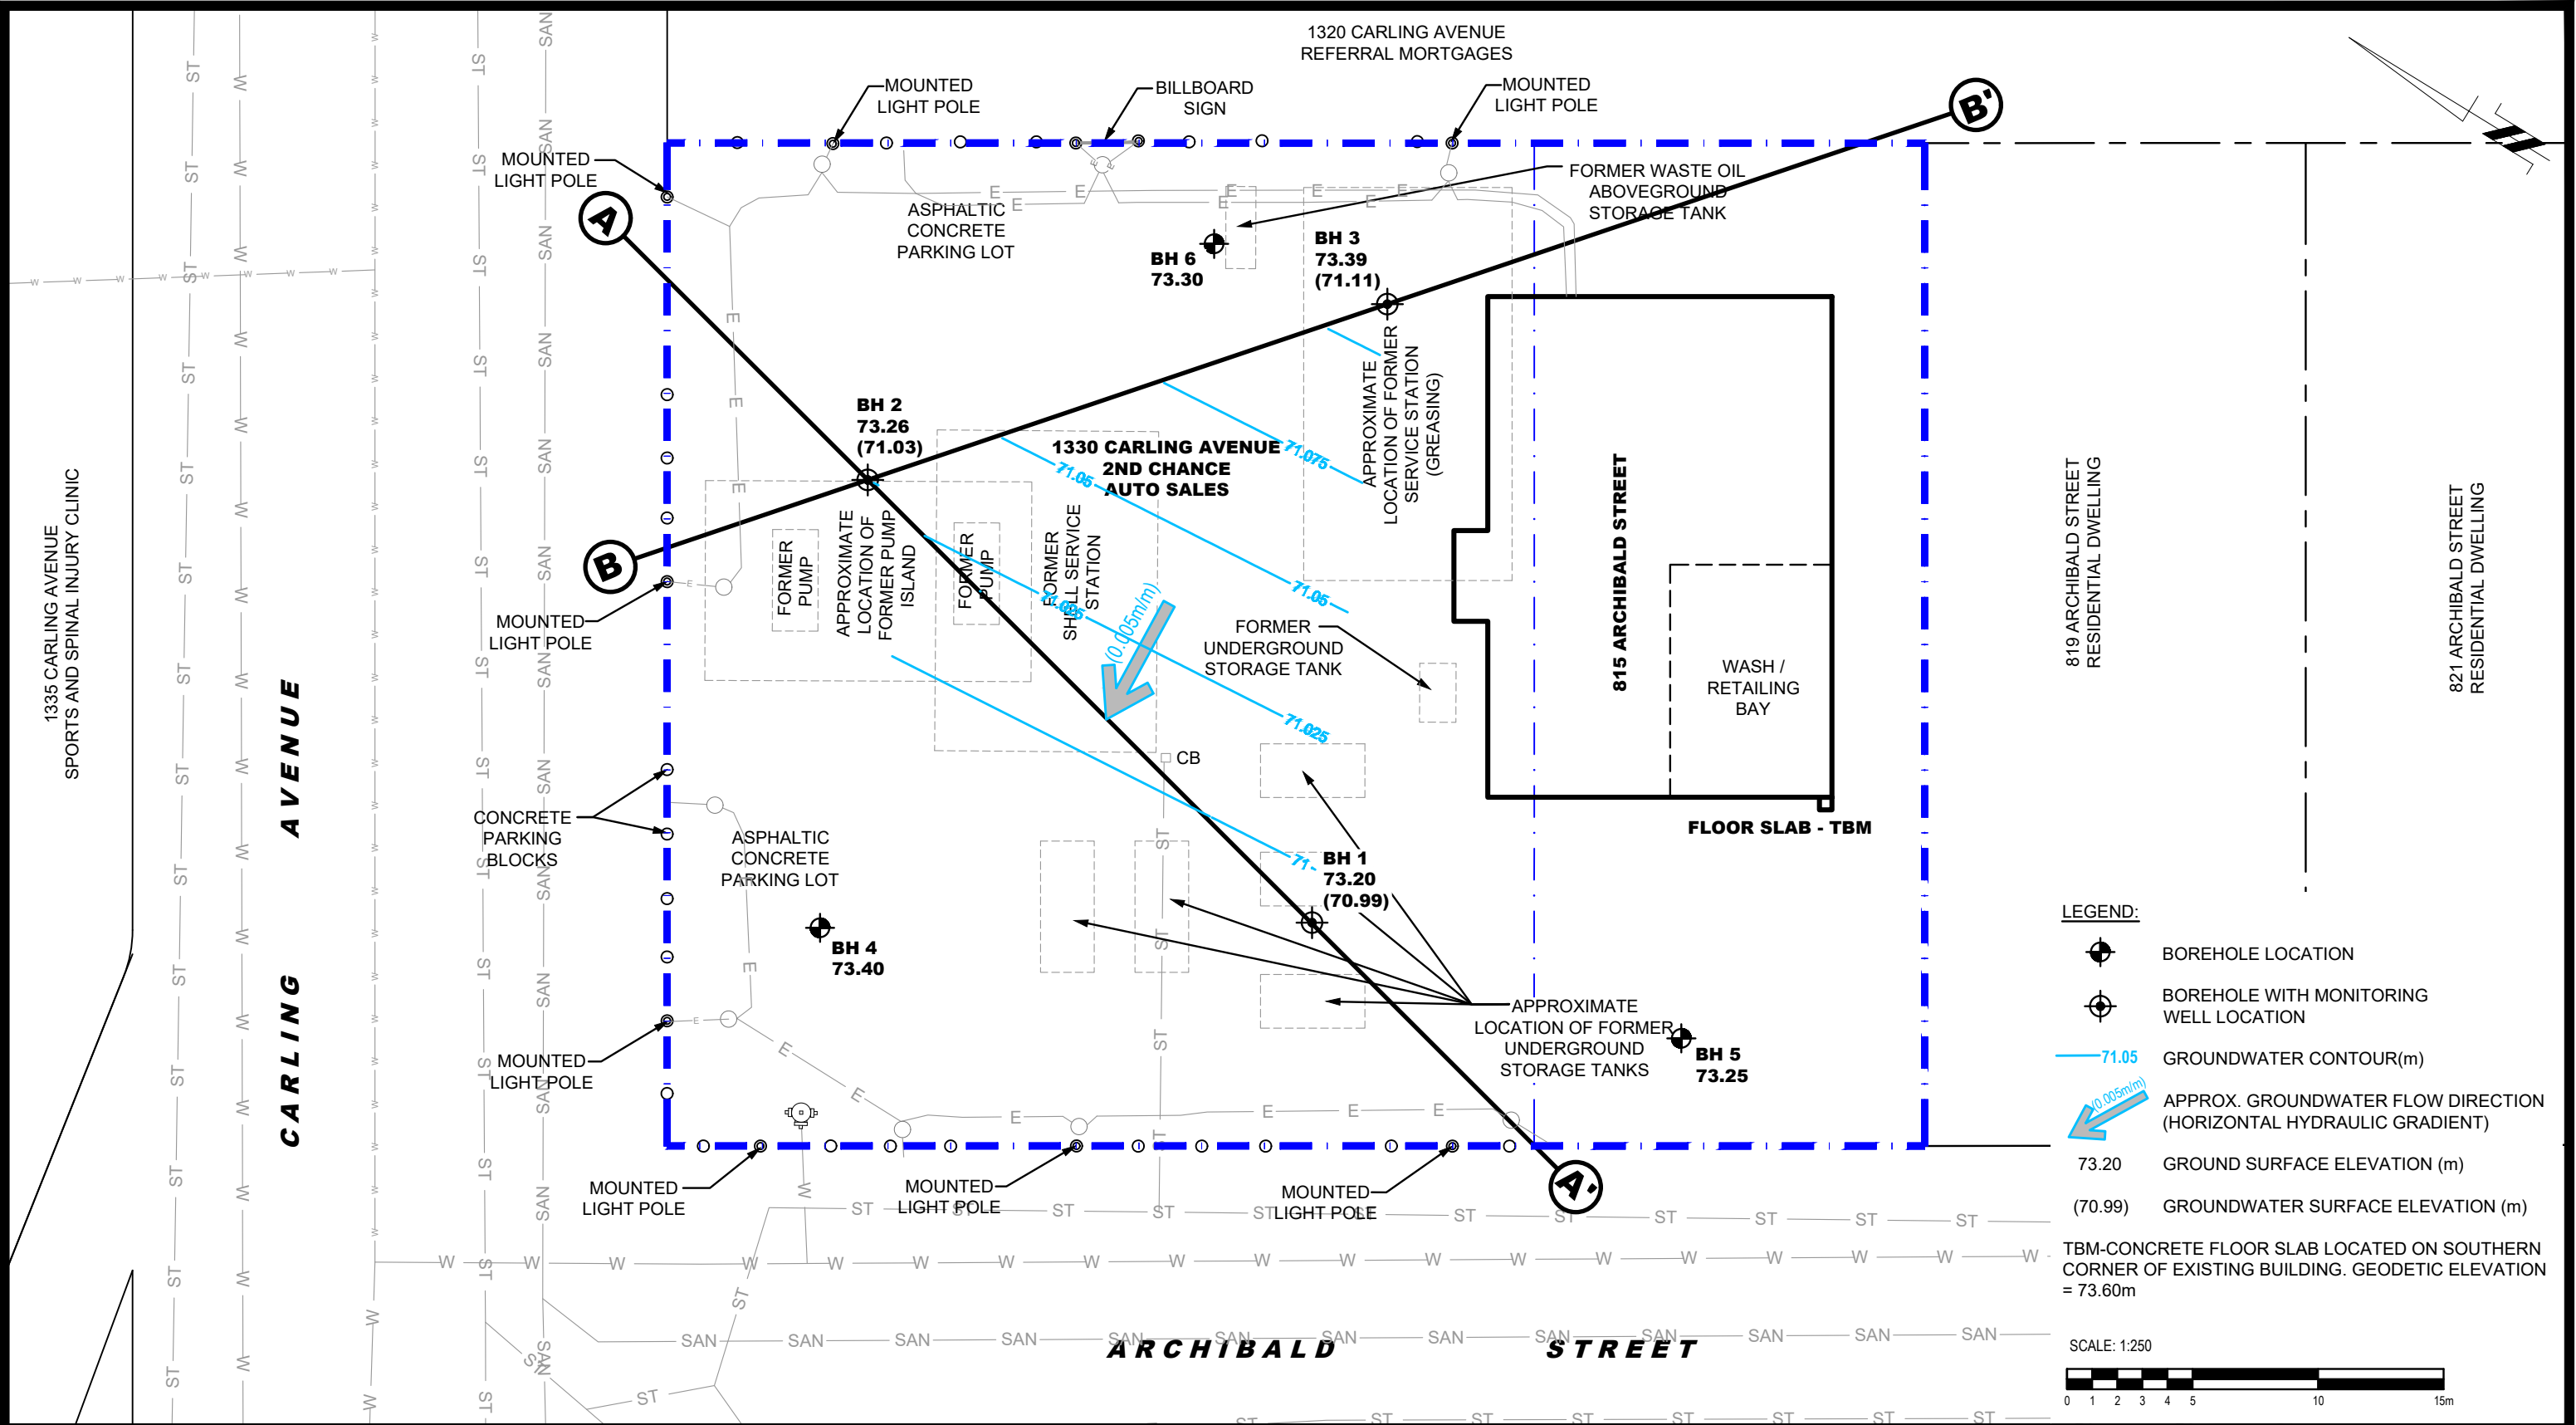 1320 CARLING AVENUE
REFERRAL MORTGAGES
MOUNTED
LIGHT POLE
BILLBOARD
SIGN
MOUNTED
LIGHT POLE
B'
MOUNTED
LIGHT POLE
A
FORMER WASTE OIL
ABOVEGROUND
STORAGE TANK
ASPHALTIC
CONCRETE
PARKING LOT
BH 6
73.30
BH 3
73.39
(71.11)
BH 2
73.26
(71.03)
B
1330 CARLING AVENUE
2ND CHANCE
AUTO SALES
APPROXIMATE
LOCATION OF FORMER
SERVICE STATION
(GREASING)
71.075
71.05
71.05
71.025
71.025
71
(0.005m/m)
FORMER
PUMP
APPROXIMATE
LOCATION OF
FORMER PUMP
ISLAND
FORMER
PUMP
FORMER
SHELL SERVICE
STATION
MOUNTED
LIGHT POLE
FORMER
UNDERGROUND
STORAGE TANK
815 ARCHIBALD STREET
WASH /
RETAILING
BAY
FLOOR SLAB - TBM
819 ARCHIBALD STREET
RESIDENTIAL DWELLING
821 ARCHIBALD STREET
RESIDENTIAL DWELLING
1335 CARLING AVENUE
SPORTS AND SPINAL INJURY CLINIC
CARLING AVENUE
CB
CONCRETE
PARKING
BLOCKS
ASPHALTIC
CONCRETE
PARKING LOT
BH 4
73.40
BH 1
73.20
(70.99)
APPROXIMATE
LOCATION OF FORMER
UNDERGROUND
STORAGE TANKS
BH 5
73.25
MOUNTED
LIGHT POLE
MOUNTED
LIGHT POLE
MOUNTED
LIGHT POLE
MOUNTED
LIGHT POLE
A'
ARCHIBALD STREET
LEGEND:
BOREHOLE LOCATION
BOREHOLE WITH MONITORING
WELL LOCATION
71.05 GROUNDWATER CONTOUR(m)
(0.005m/m)
APPROX. GROUNDWATER FLOW DIRECTION
(HORIZONTAL HYDRAULIC GRADIENT)
73.20 GROUND SURFACE ELEVATION (m)
(70.99) GROUNDWATER SURFACE ELEVATION (m)
TBM-CONCRETE FLOOR SLAB LOCATED ON SOUTHERN
CORNER OF EXISTING BUILDING. GEODETIC ELEVATION
= 73.60m
SCALE: 1:250
0 1 2 3 4 5 10 15m